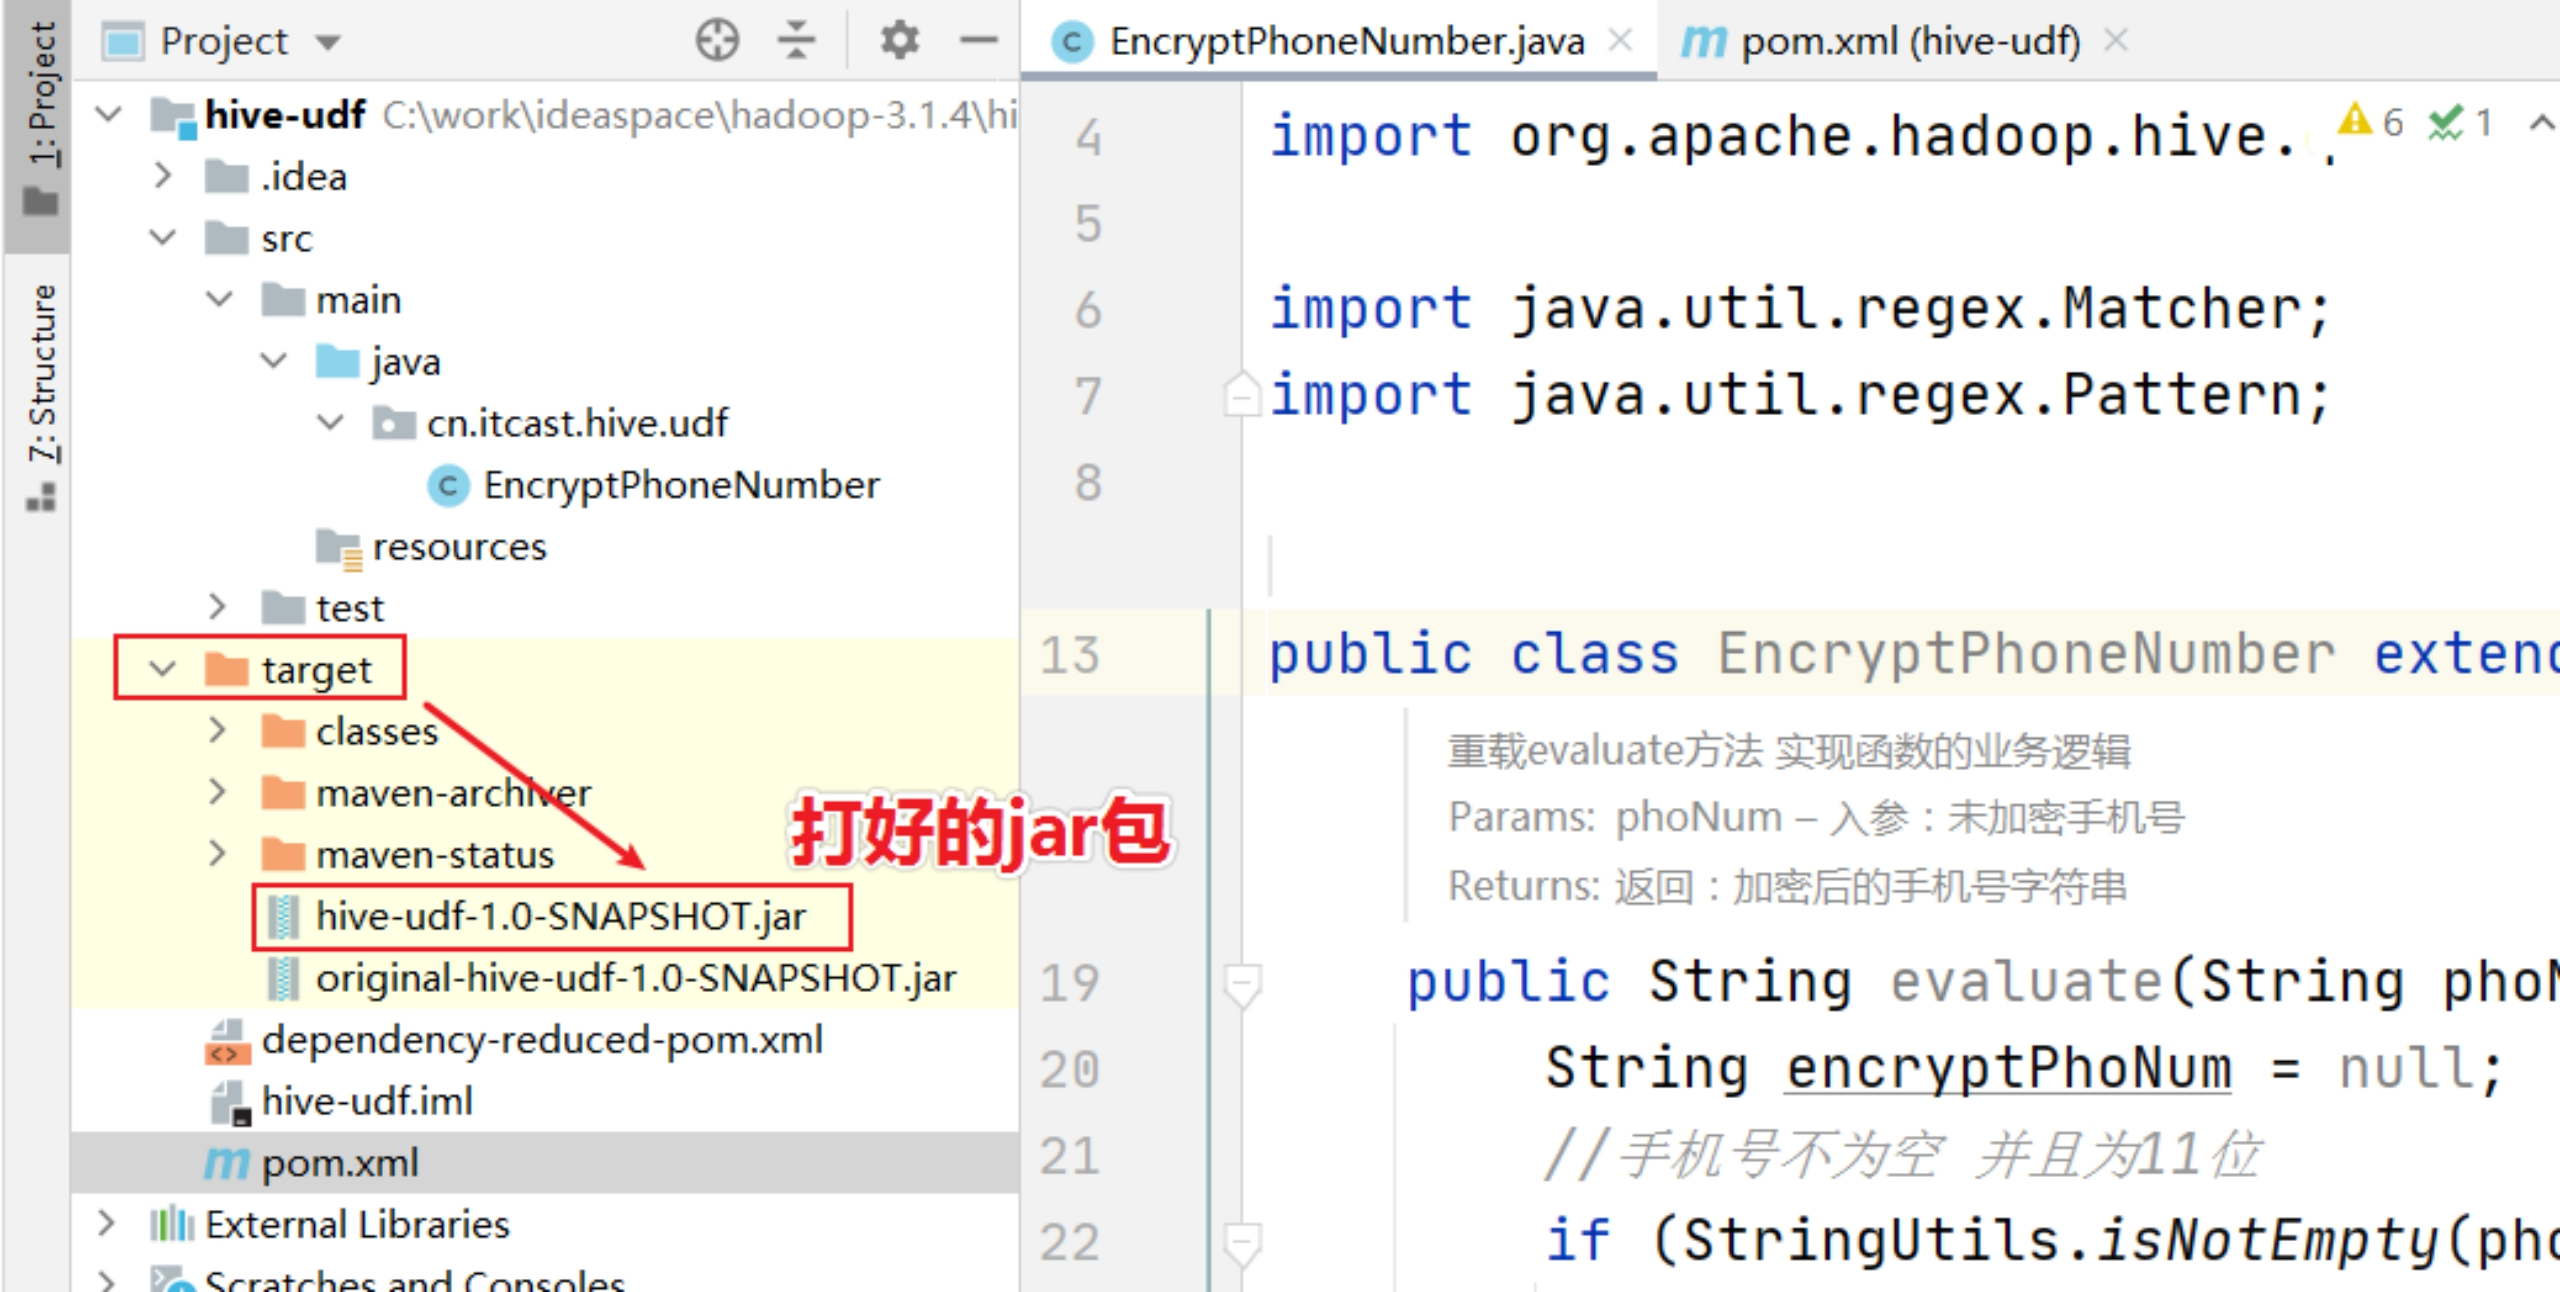 1: Project
7: Structure
Project
hive-udf C:\work\ideaspace\hadoop-3.1.4\hi
.idea
src
main
java
cn.itcast.hive.udf
EncryptPhoneNumber
resources
test
target
classes
maven-archiver
maven-status
hive-udf-1.0-SNAPSHOT.jar
original-hive-udf-1.0-SNAPSHOT.jar
dependency-reduced-pom.xml
hive-udf.iml
pom.xml
External Libraries
Scratches and Consoles
打好的jar包
EncryptPhoneNumber.java
pom.xml (hive-udf)
6 1
4 import org.apache.hadoop.hive.
5
6 import java.util.regex.Matcher;
7 import java.util.regex.Pattern;
8
13 public class EncryptPhoneNumber extend
重载evaluate方法 实现函数的业务逻辑
Params: phoNum – 入参：未加密手机号
Returns: 返回：加密后的手机号字符串
19 public String evaluate(String phoN
20 String encryptPhoNum = null;
21 //手机号不为空 并且为11位
22 if (StringUtils.isNotEmpty(pho